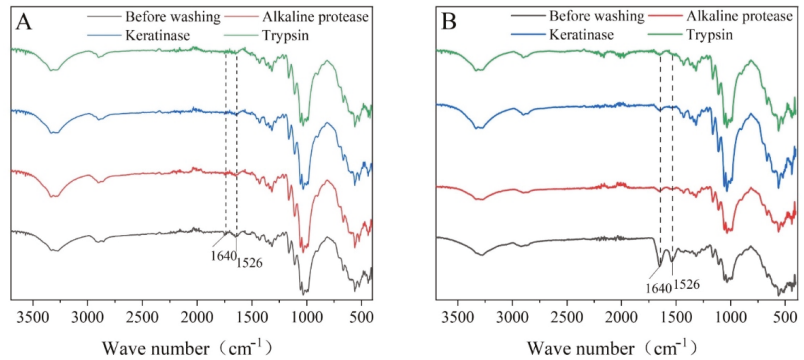 A
Before washing Alkaline protease
Keratinase Trypsin
1640
1526
3500 3000 2500 2000 1500 1000 500
Wave number（cm-1）
B
Before washing Alkaline protease
Keratinase Trypsin
1640
1526
3500 3000 2500 2000 1500 1000 500
Wave number（cm-1）